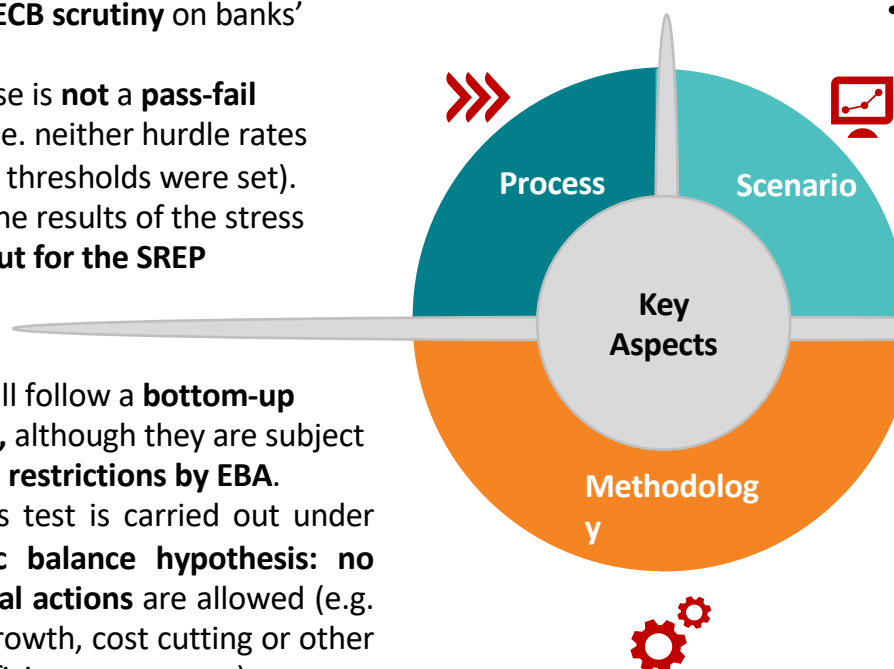 ECB scrutiny on banks’
se is not a pass-fail
e. neither hurdle rates
thresholds were set).
he results of the stress
ut for the SREP
ll follow a bottom-up
, although they are subject
restrictions by EBA.
s test is carried out under
c balance hypothesis: no
al actions are allowed (e.g.
rowth, cost cutting or other
Process
Scenario
Key
Aspects
Methodolog
y